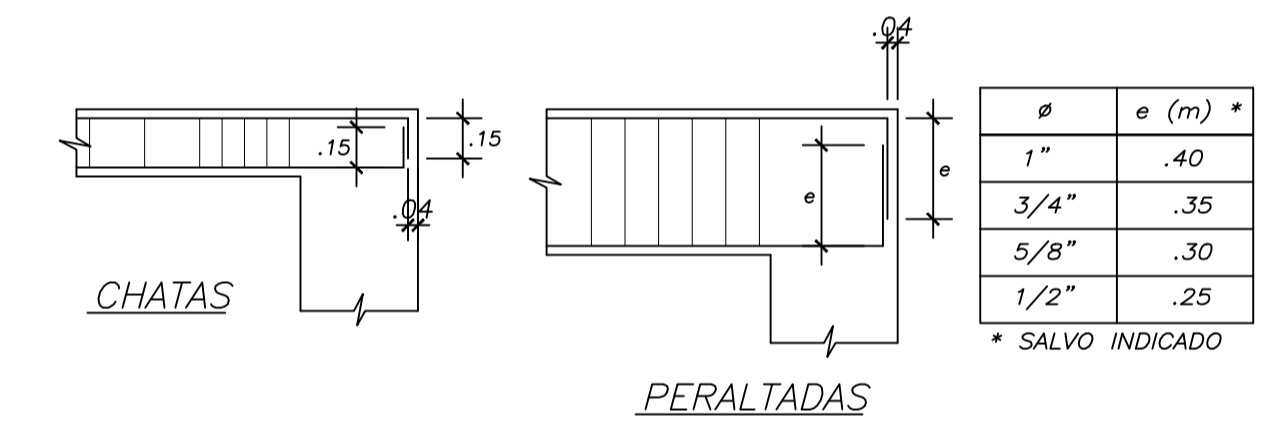 .15
.15
.04
CHATAS
.04
e
e
PERALTADAS
ø e (m) *
1" .40
3/4" .35
5/8" .30
1/2" .25
* SALVO INDICADO